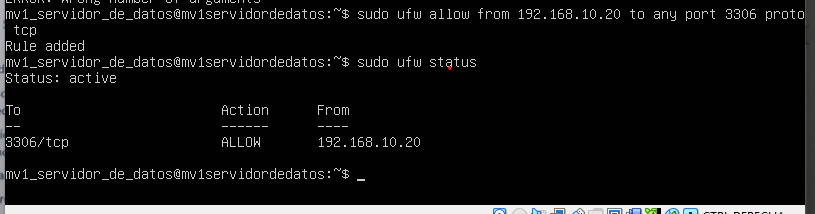 ERROR: Wrong number of arguments
mv1_servidor_de_datos@mv1servidordedatos:~$ sudo ufw allow from 192.168.10.20 to any port 3306 proto
tcp
Rule added
mv1_servidor_de_datos@mv1servidordedatos:~$ sudo ufw status
Status: active
To Action From
-- ------ ----
3306/tcp ALLOW 192.168.10.20
mv1_servidor_de_datos@mv1servidordedatos:~$ _
CTRL DERECHA